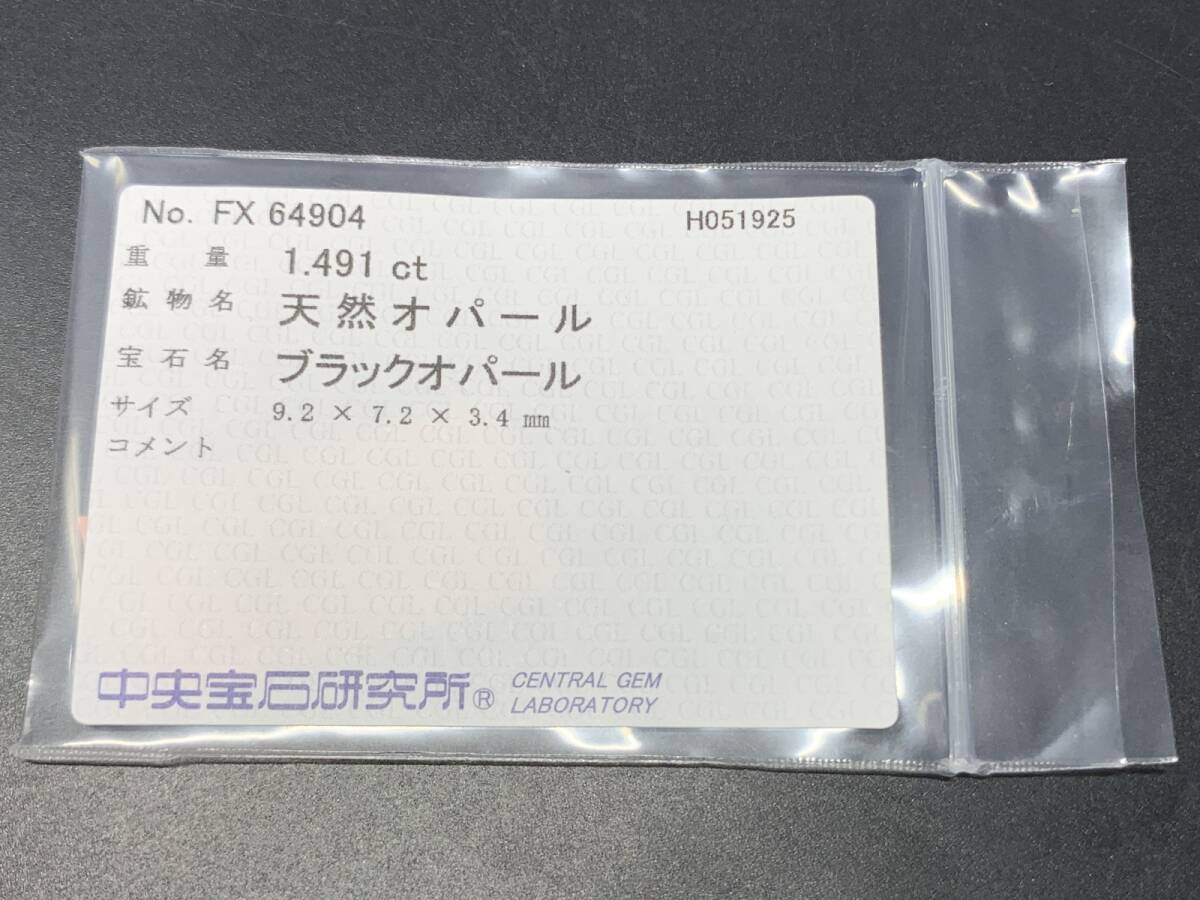 No. FX 64904 H051925
重量 1.491 ct
鉱物名 天然オパール
宝石名 ブラックオパール
サイズ 9.2 × 7.2 × 3.4 ㎜
コメント
中央宝石研究所® CENTRAL GEM LABORATORY